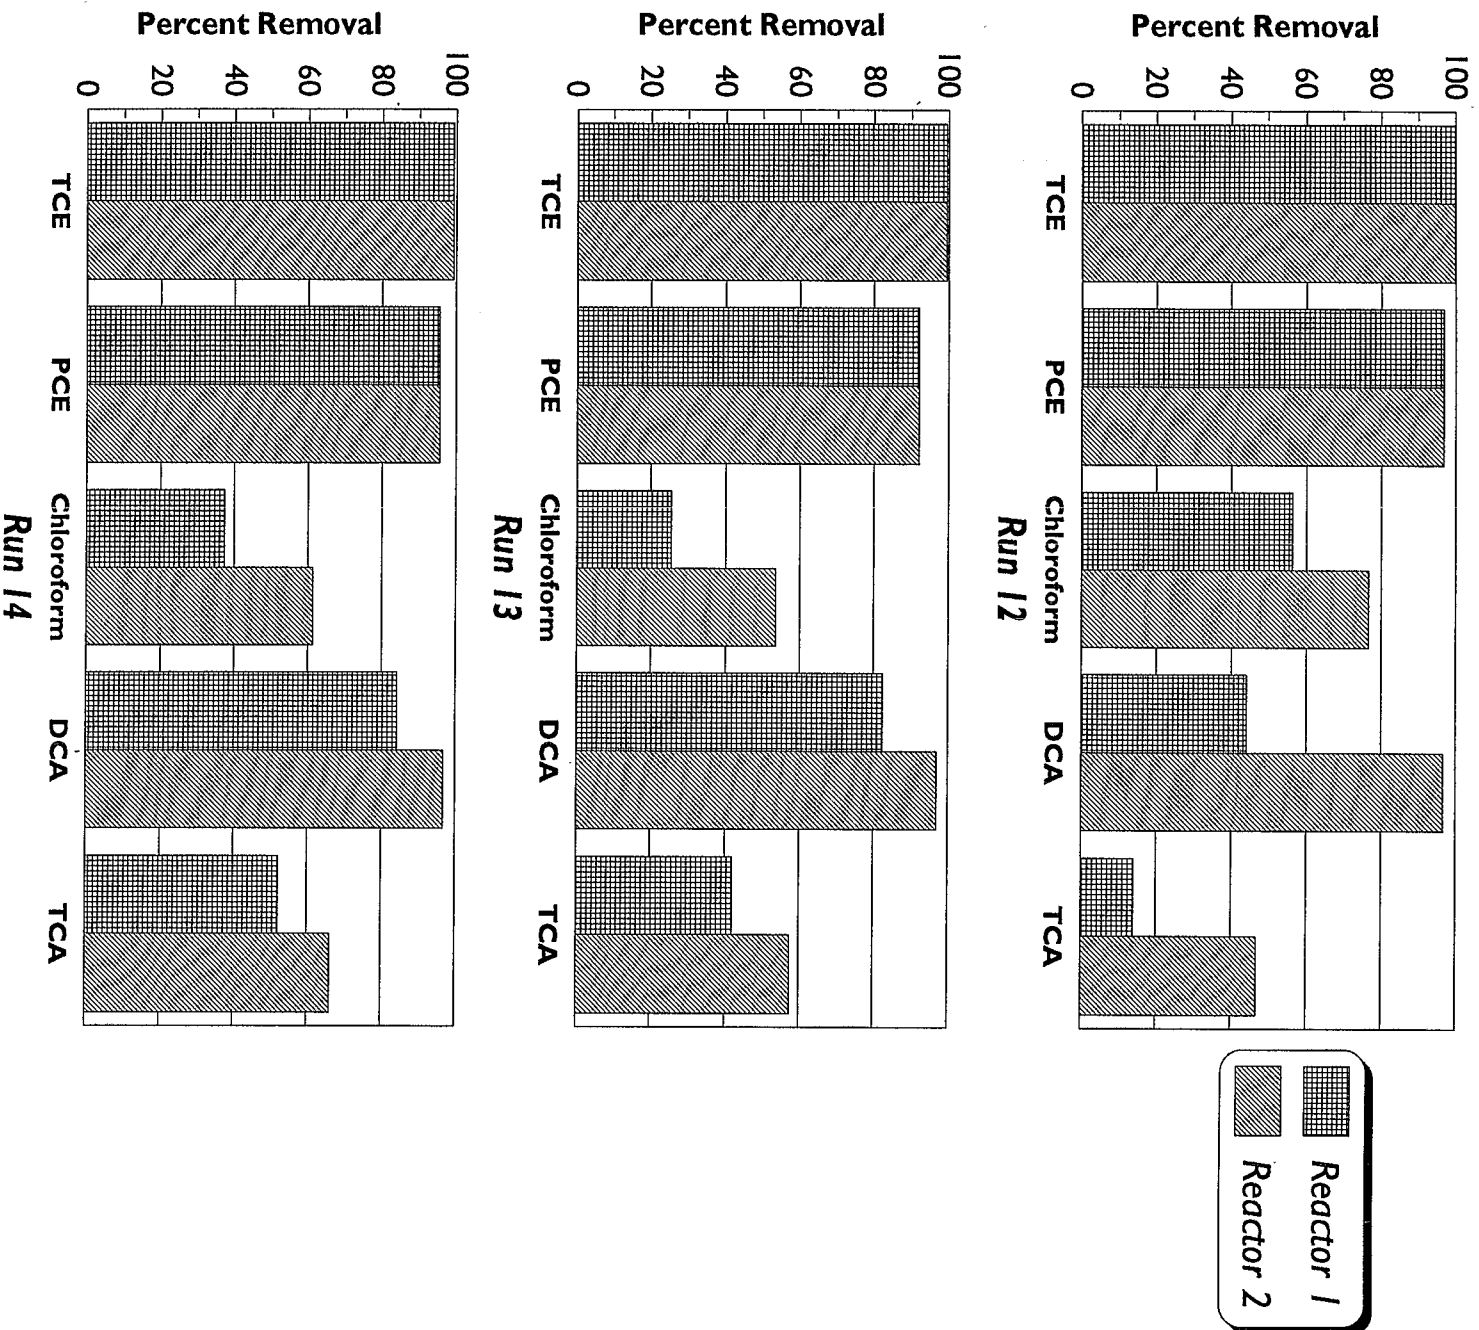 Percent Removal
100
80
60
40
20
0
TCE PCE Chloroform DCA TCA
Run 12
Percent Removal
100
80
60
40
20
0
TCE PCE Chloroform DCA TCA
Run 13
Percent Removal
100
80
60
40
20
0
TCE PCE Chloroform DCA TCA
Run 14
Reactor 1
Reactor 2